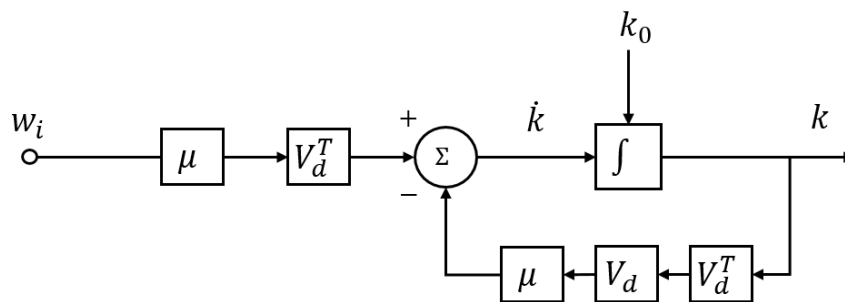 k₀
w_i
μ
V_d^T
+
Σ
−
k̇
∫
k
μ
V_d
V_d^T